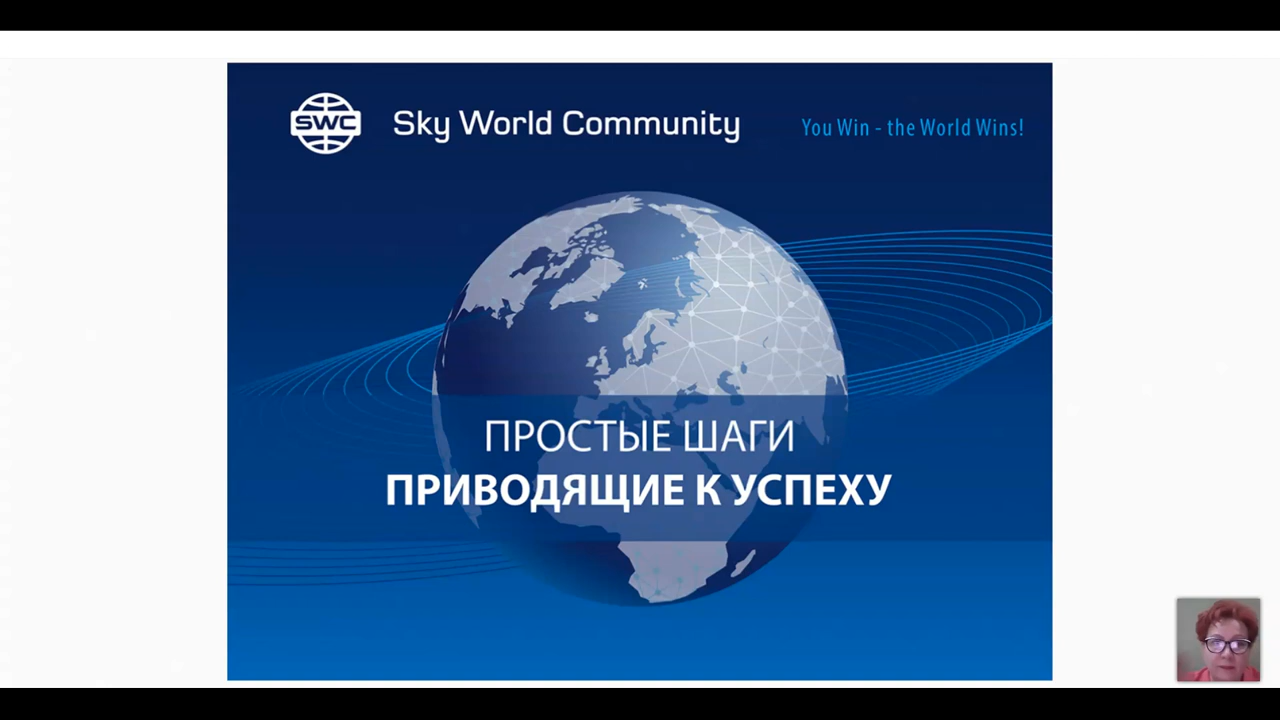 SWC
Sky World Community
You Win - the World Wins!
ПРОСТЫЕ ШАГИ
ПРИВОДЯЩИЕ К УСПЕХУ